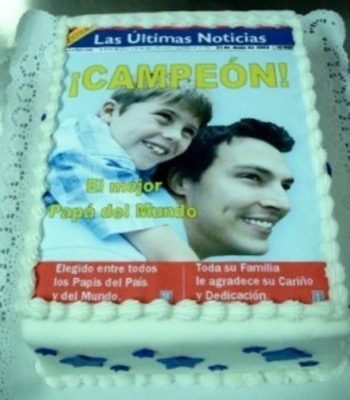 EXTRA
Las Últimas Noticias
¡CAMPEÓN!
El mejor
Papá del Mundo
Elegido entre todos
los Papis del País
y del Mundo.
Toda su Familia
le agradece su Cariño
y Dedicación